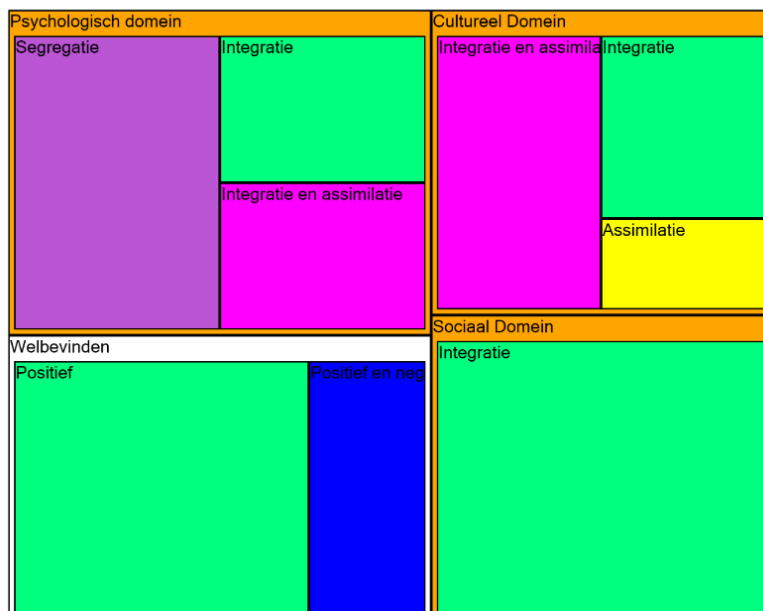 Psychologisch domein
Segregatie
Integratie
Integratie en assimilatie
Cultureel Domein
Integratie en assimila
Integratie
Assimilatie
Welbevinden
Positief
Positief en neg
Sociaal Domein
Integratie